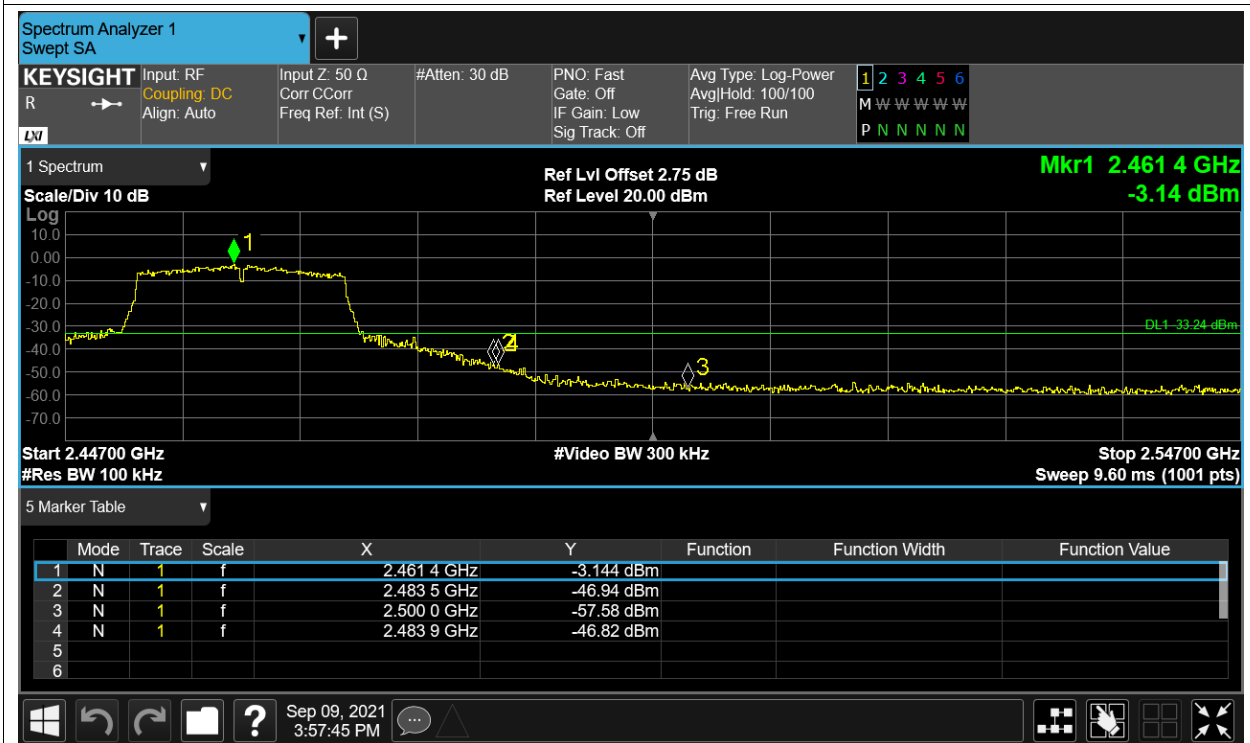 Spectrum Analyzer 1
Swept SA
+
KEYSIGHT Input: RF Input Z: 50 Ω #Atten: 30 dB PNO: Fast Avg Type: Log-Power 1 2 3 4 5 6
R Coupling: DC Corr CCorr Gate: Off Avg|Hold: 100/100 M W W W W W W
Align: Auto Freq Ref: Int (S) IF Gain: Low Trig: Free Run
LXI Sig Track: Off P N N N N N N
1 Spectrum Ref Lvl Offset 2.75 dB Mkr1 2.461 4 GHz
Scale/Div 10 dB Ref Level 20.00 dBm -3.14 dBm
Log
10.0
1
0.00
-10.0
-20.0
-30.0 DL1 -33.24 dBm
-40.0 2 4
-50.0 3
-60.0
-70.0
Start 2.44700 GHz #Video BW 300 kHz Stop 2.54700 GHz
#Res BW 100 kHz Sweep 9.60 ms (1001 pts)
5 Marker Table
Mode Trace Scale X Y Function Function Width Function Value
1 N 1 f 2.461 4 GHz -3.144 dBm
2 N 1 f 2.483 5 GHz -46.94 dBm
3 N 1 f 2.500 0 GHz -57.58 dBm
4 N 1 f 2.483 9 GHz -46.82 dBm
5
6
? Sep 09, 2021
3:57:45 PM